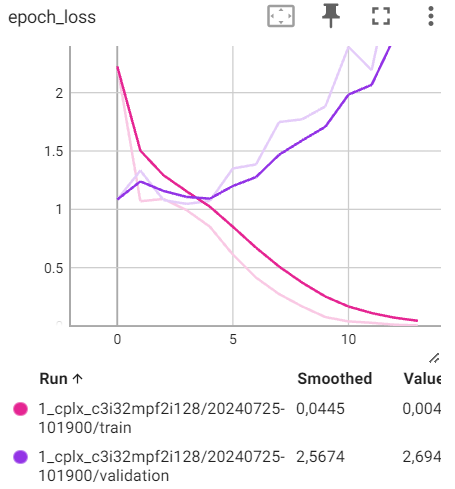 epoch_loss
2
1.5
1
0.5
0
5
10
Run ↑ Smoothed Value
1_cplx_c3i32mpf2i128/20240725- 0,0445 0,004
101900/train
1_cplx_c3i32mpf2i128/20240725- 2,5674 2,694
101900/validation